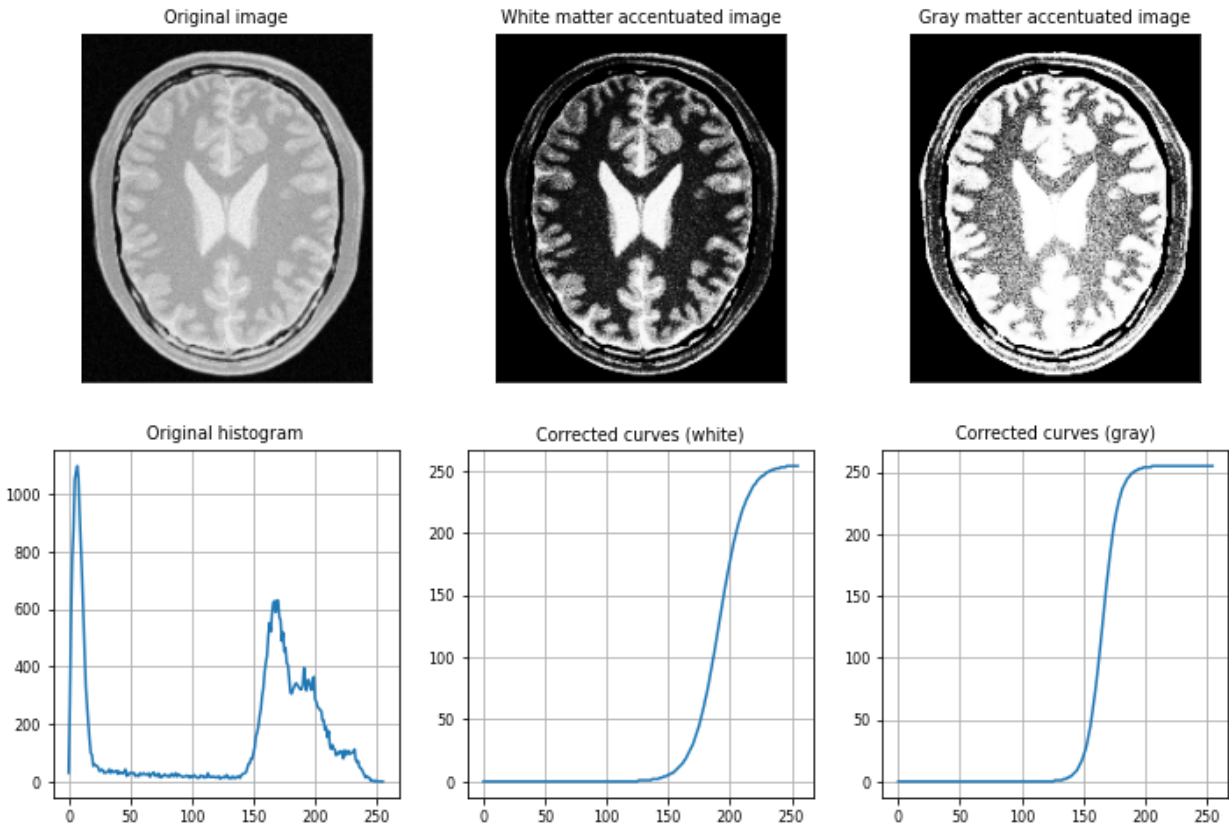 Original image
White matter accentuated image
Gray matter accentuated image
Original histogram
Corrected curves (white)
Corrected curves (gray)
1000
800
600
400
200
0
0 50 100 150 200 250
250
200
150
100
50
0
0 50 100 150 200 250
250
200
150
100
50
0
0 50 100 150 200 250